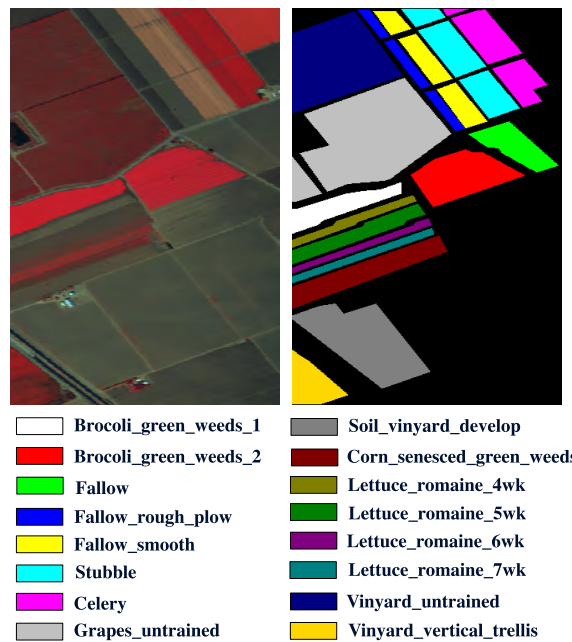 Brocoli_green_weeds_1
Brocoli_green_weeds_2
Fallow
Fallow_rough_plow
Fallow_smooth
Stubble
Celery
Grapes_untrained
Soil_vinyard_develop
Corn_senesced_green_weeds
Lettuce_romaine_4wk
Lettuce_romaine_5wk
Lettuce_romaine_6wk
Lettuce_romaine_7wk
Vinyard_untrained
Vinyard_vertical_trellis